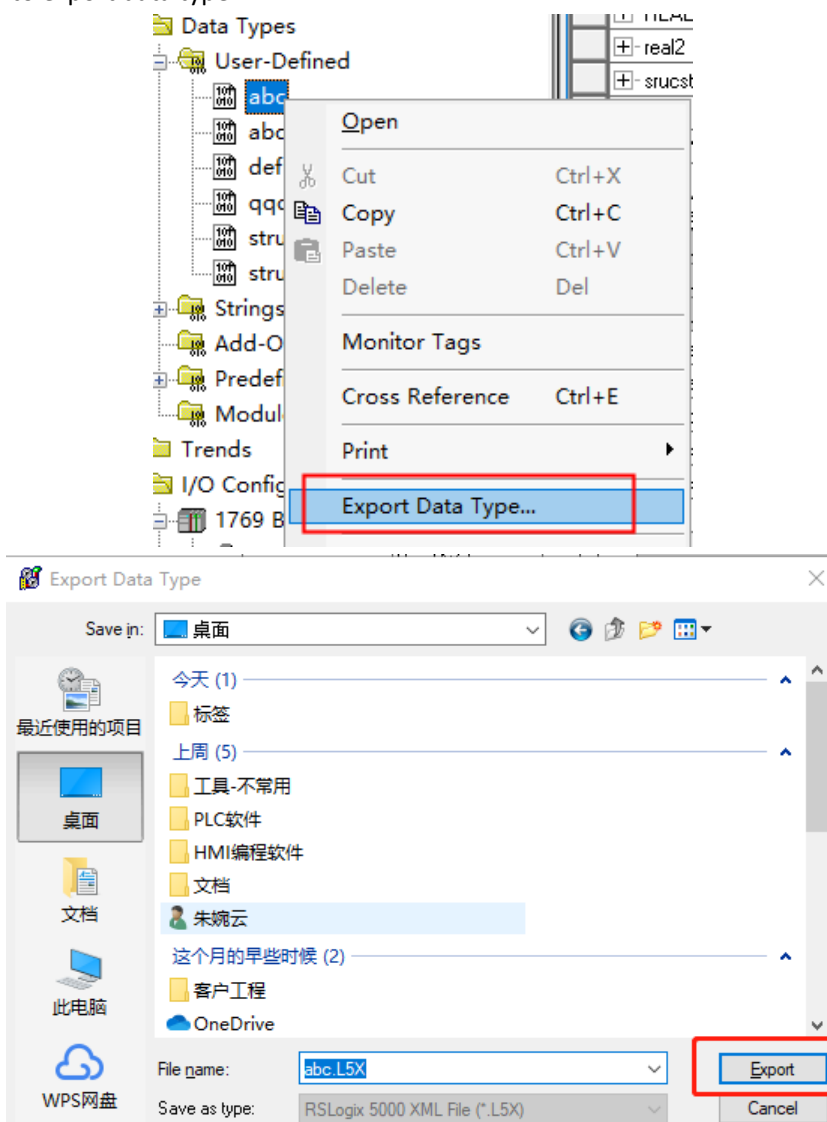 Data Types
User-Defined
abc
abc
def
qqc
stru
stru
Strings
Add-O
Predef
Modul
Trends
I/O Config
1769 B
real2
srucst
Open
Cut Ctrl+X
Copy Ctrl+C
Paste Ctrl+V
Delete Del
Monitor Tags
Cross Reference Ctrl+E
Print
Export Data Type...
Export Data Type
Save in: 桌面
最近使用的项目
桌面
文档
此电脑
WPS网盘
今天 (1)
标签
上周 (5)
工具-不常用
PLC软件
HMI编程软件
文档
朱婉云
这个月的早些时候 (2)
客户工程
OneDrive
File name: abc.L5X Export
Save as type: RSLogix 5000 XML File (*.L5X) Cancel